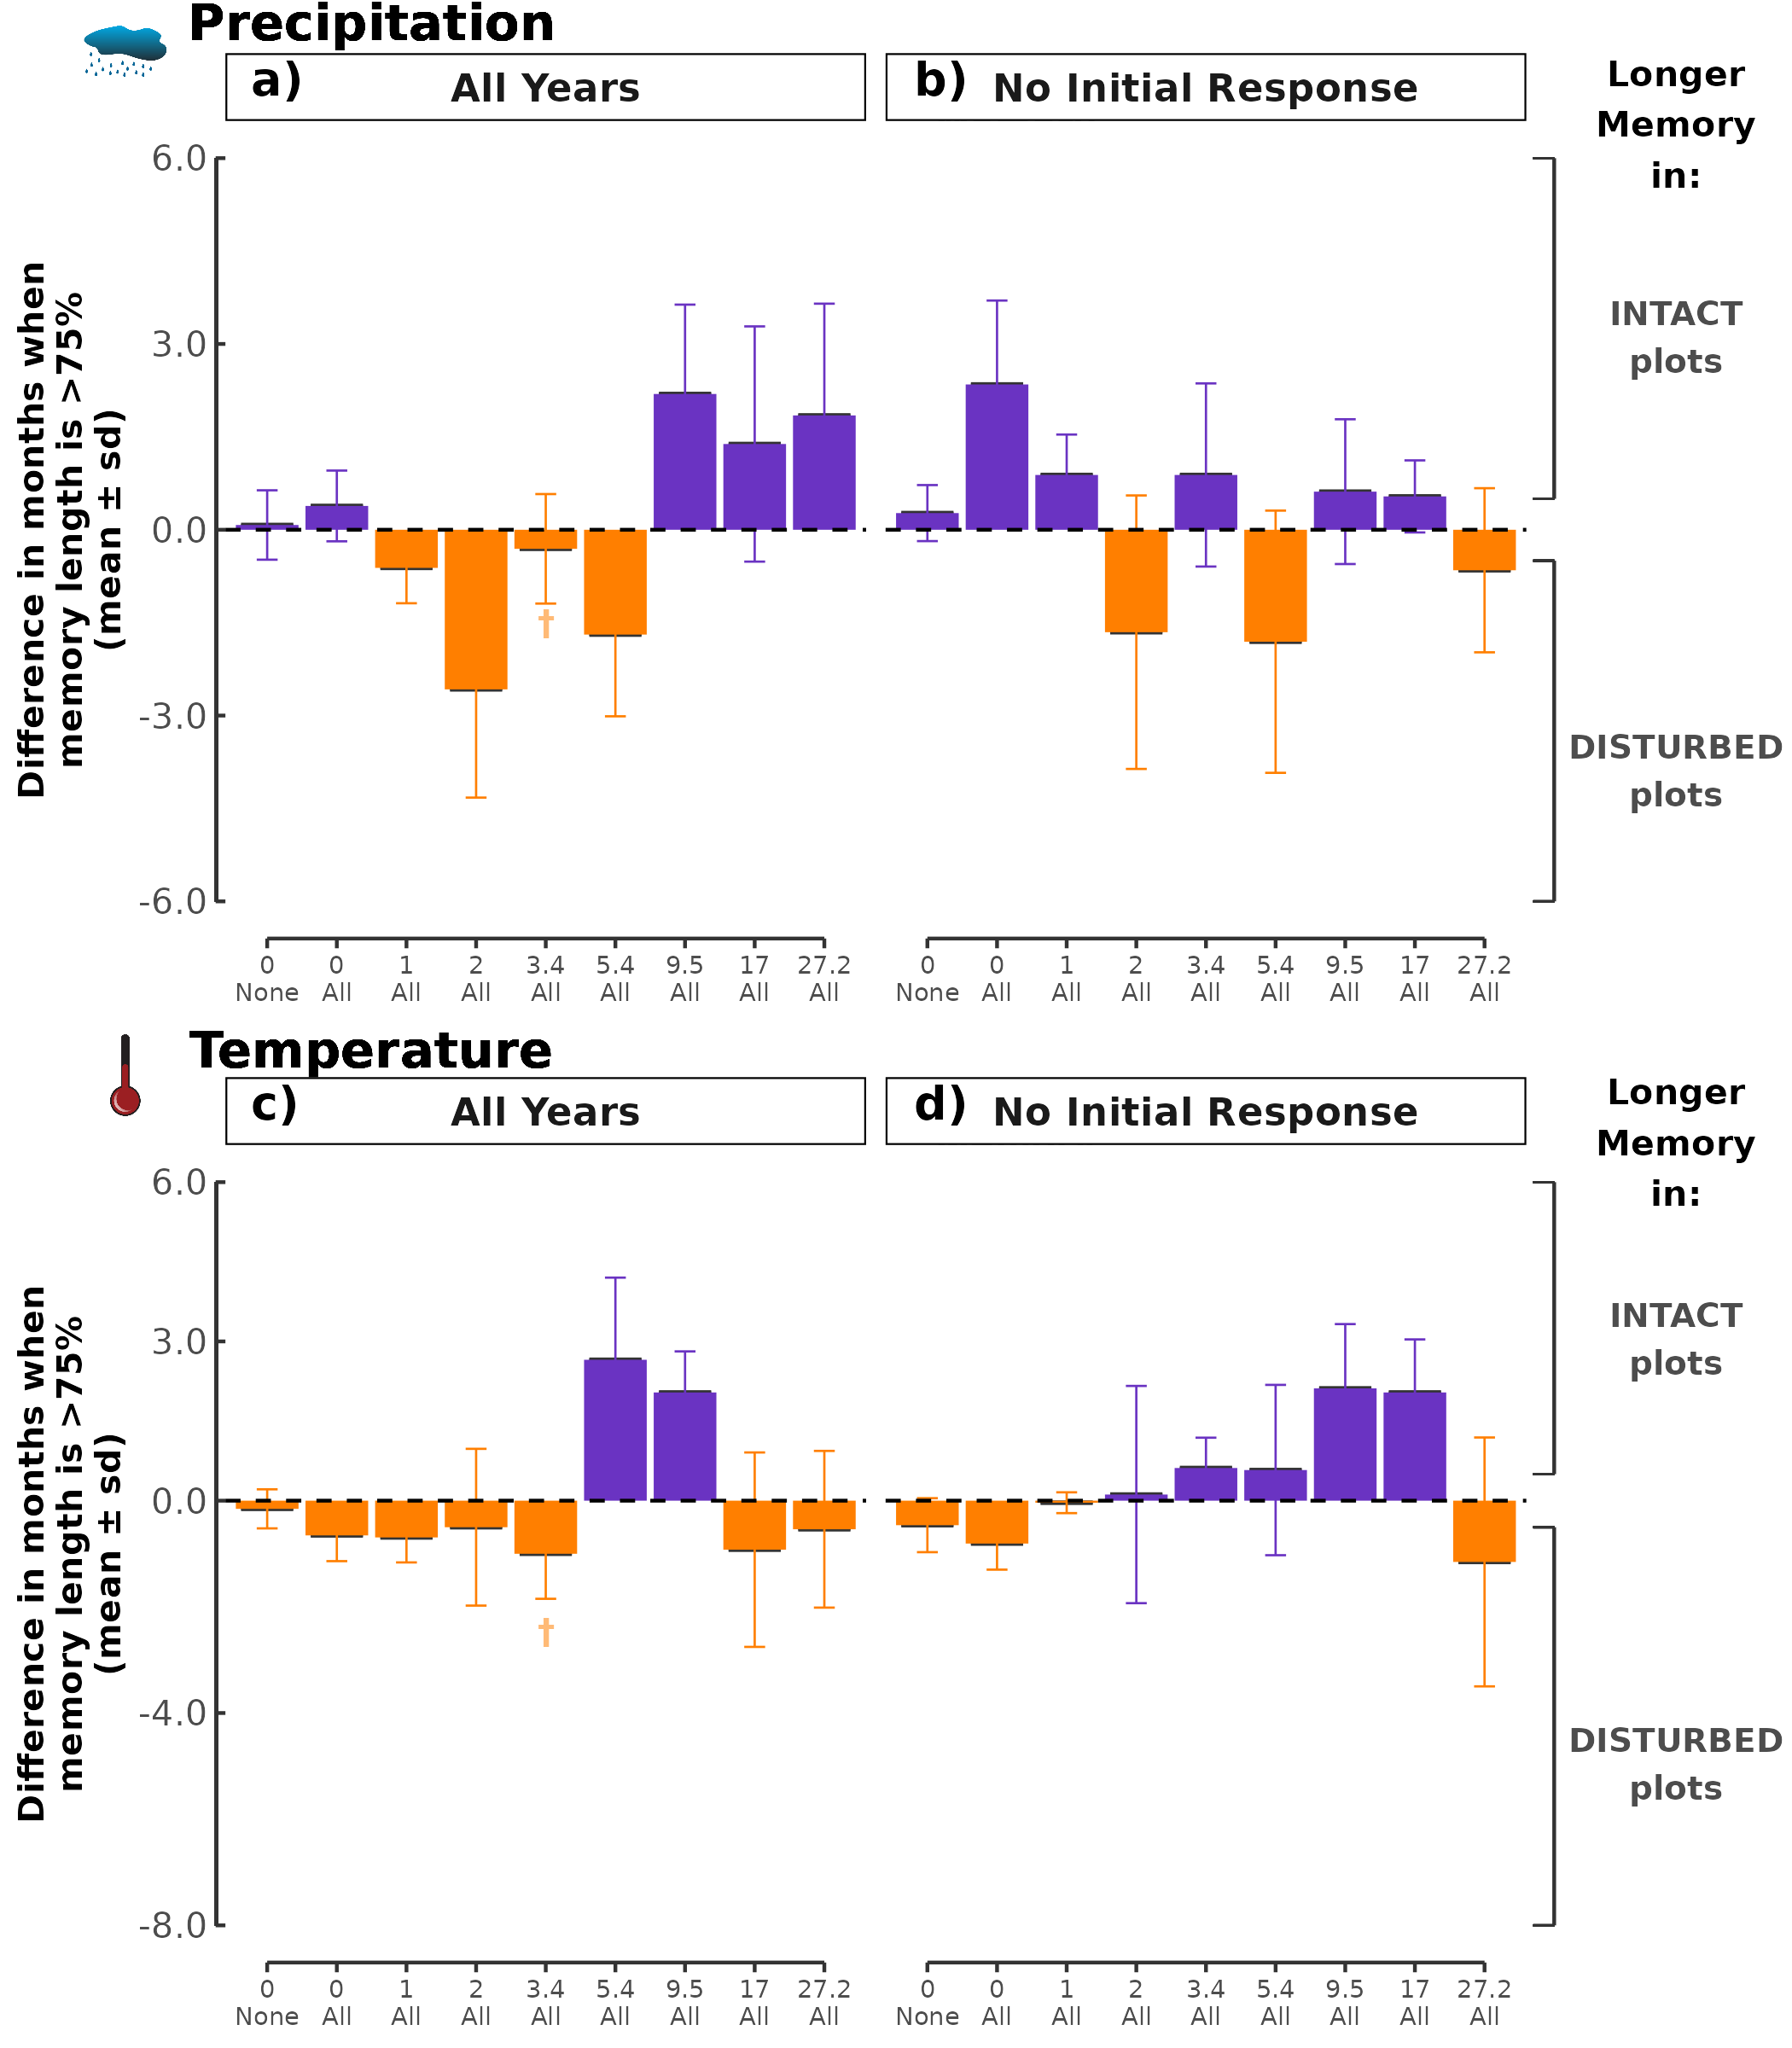 Precipitation
a) All Years
b) No Initial Response
Longer
Memory
in:
Difference in months when
memory length is >75%
(mean ± sd)
6.0
3.0
0.0
-3.0
-6.0
†
INTACT
plots
DISTURBED
plots
0 0 1 2 3.4 5.4 9.5 17 27.2
None All All All All All All All All
0 0 1 2 3.4 5.4 9.5 17 27.2
None All All All All All All All All
Temperature
c) All Years
d) No Initial Response
Longer
Memory
in:
Difference in months when
memory length is >75%
(mean ± sd)
6.0
3.0
0.0
-4.0
-8.0
†
INTACT
plots
DISTURBED
plots
0 0 1 2 3.4 5.4 9.5 17 27.2
None All All All All All All All All
0 0 1 2 3.4 5.4 9.5 17 27.2
None All All All All All All All All